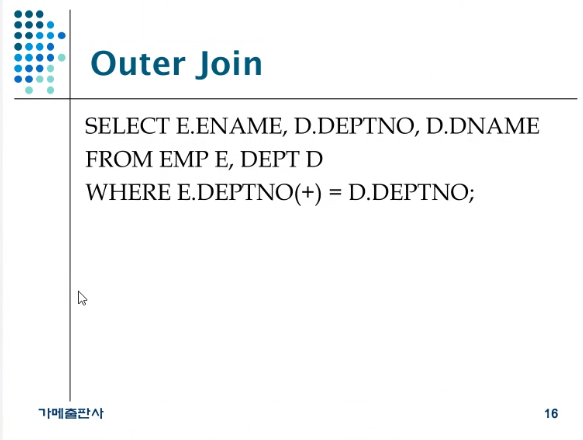 Outer Join
SELECT E.ENAME, D.DEPTNO, D.DNAME
FROM EMP E, DEPT D
WHERE E.DEPTNO(+) = D.DEPTNO;
가메출판사
16